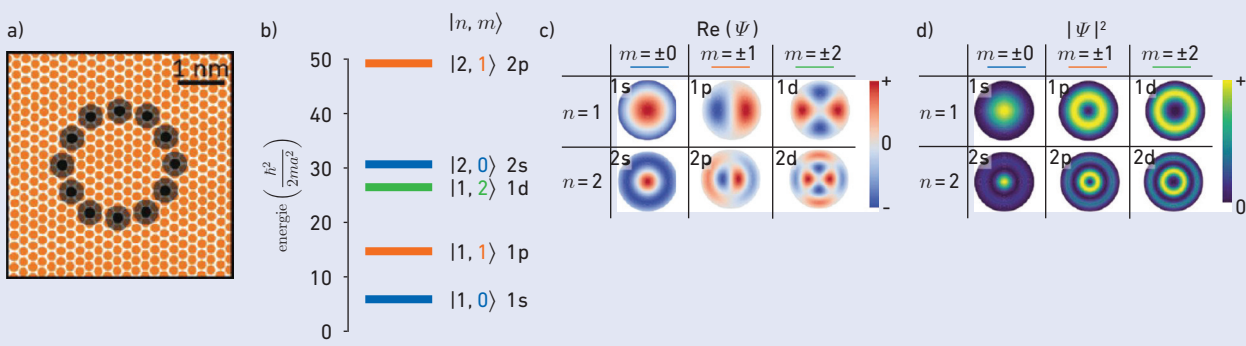 a)
1 nm
b)
|n, m⟩
energie (ħ²/2ma²)
50
40
30
20
10
0
|2, 1⟩ 2p
|2, 0⟩ 2s
|1, 2⟩ 1d
|1, 1⟩ 1p
|1, 0⟩ 1s
c)
Re (Ψ)
m = ±0 m = ±1 m = ±2
n = 1
1s 1p 1d
n = 2
2s 2p 2d
+
0
−
d)
|Ψ|²
m = ±0 m = ±1 m = ±2
n = 1
1s 1p 1d
n = 2
2s 2p 2d
+
0